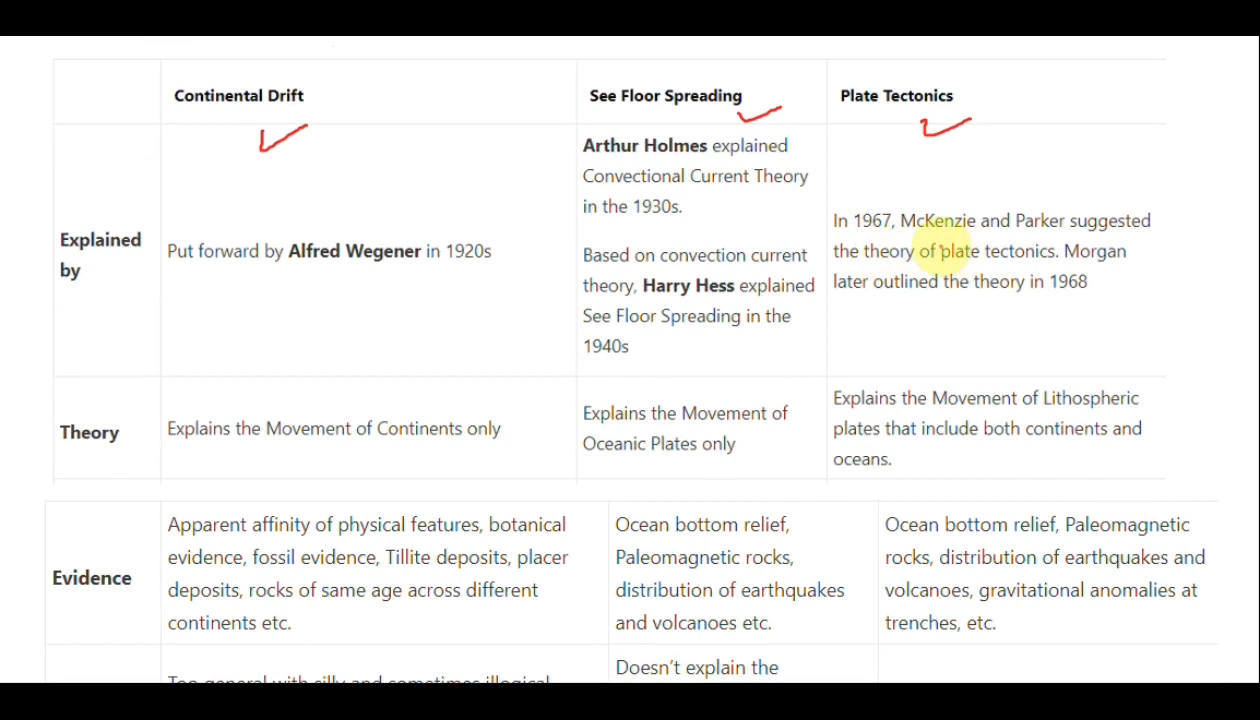 Continental Drift
See Floor Spreading
Plate Tectonics
Explained
by
Put forward by Alfred Wegener in 1920s
Arthur Holmes explained
Convectional Current Theory
in the 1930s.
Based on convection current
theory, Harry Hess explained
See Floor Spreading in the
1940s
In 1967, McKenzie and Parker suggested
the theory of plate tectonics. Morgan
later outlined the theory in 1968
Theory
Explains the Movement of Continents only
Explains the Movement of
Oceanic Plates only
Explains the Movement of Lithospheric
plates that include both continents and
oceans.
Evidence
Apparent affinity of physical features, botanical
evidence, fossil evidence, Tillite deposits, placer
deposits, rocks of same age across different
continents etc.
Ocean bottom relief,
Paleomagnetic rocks,
distribution of earthquakes
and volcanoes etc.
Ocean bottom relief, Paleomagnetic
rocks, distribution of earthquakes and
volcanoes, gravitational anomalies at
trenches, etc.
Too general with silly and sometimes illogical
Doesn't explain the